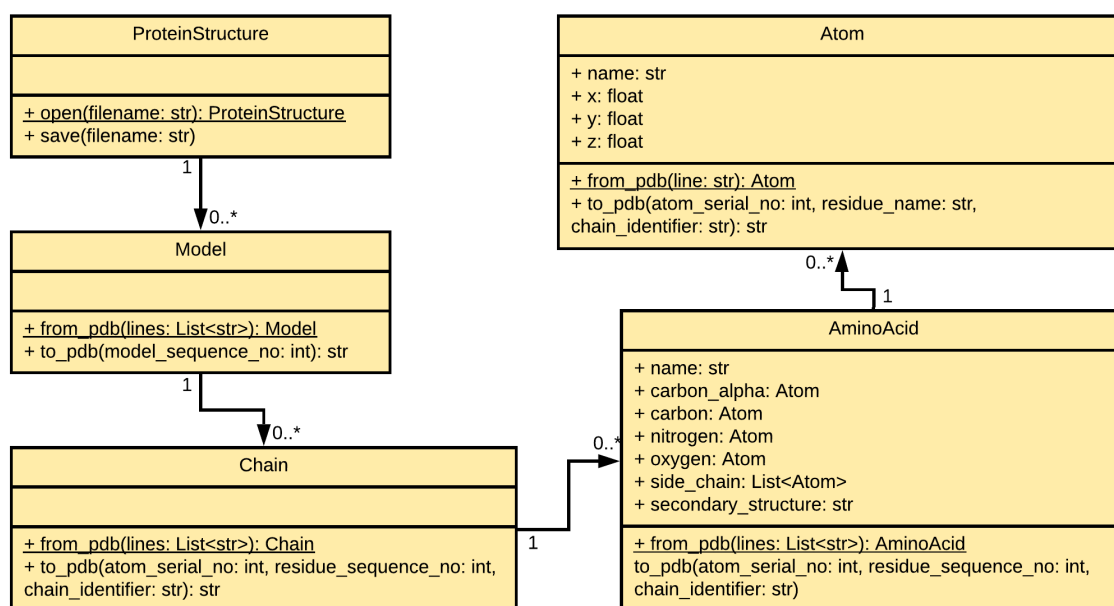 ProteinStructure
+ open(filename: str): ProteinStructure
+ save(filename: str)
1
0..*
Model
+ from_pdb(lines: List<str>): Model
+ to_pdb(model_sequence_no: int): str
1
0..*
Chain
+ from_pdb(lines: List<str>): Chain
+ to_pdb(atom_serial_no: int, residue_sequence_no: int,
chain_identifier: str): str
1
0..*
AminoAcid
+ name: str
+ carbon_alpha: Atom
+ carbon: Atom
+ nitrogen: Atom
+ oxygen: Atom
+ side_chain: List<Atom>
+ secondary_structure: str
+ from_pdb(lines: List<str>): AminoAcid
to_pdb(atom_serial_no: int, residue_sequence_no: int,
chain_identifier: str)
1
0..*
Atom
+ name: str
+ x: float
+ y: float
+ z: float
+ from_pdb(line: str): Atom
+ to_pdb(atom_serial_no: int, residue_name: str,
chain_identifier: str): str